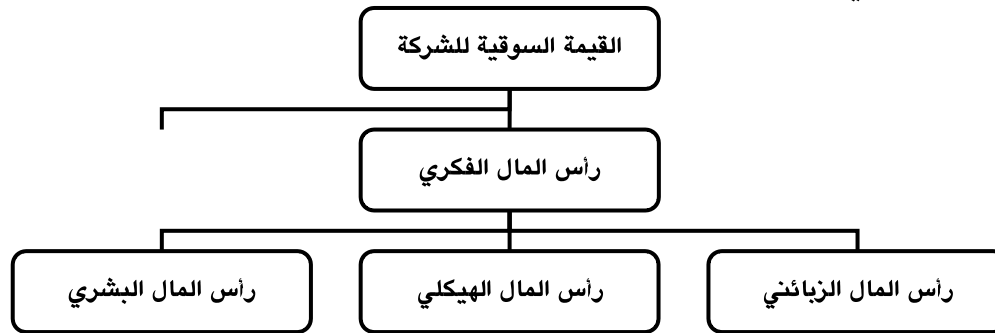 القيمة السوقية للشركة
رأس المال الفكري
رأس المال الزبائني
رأس المال الهيكلي
رأس المال البشري